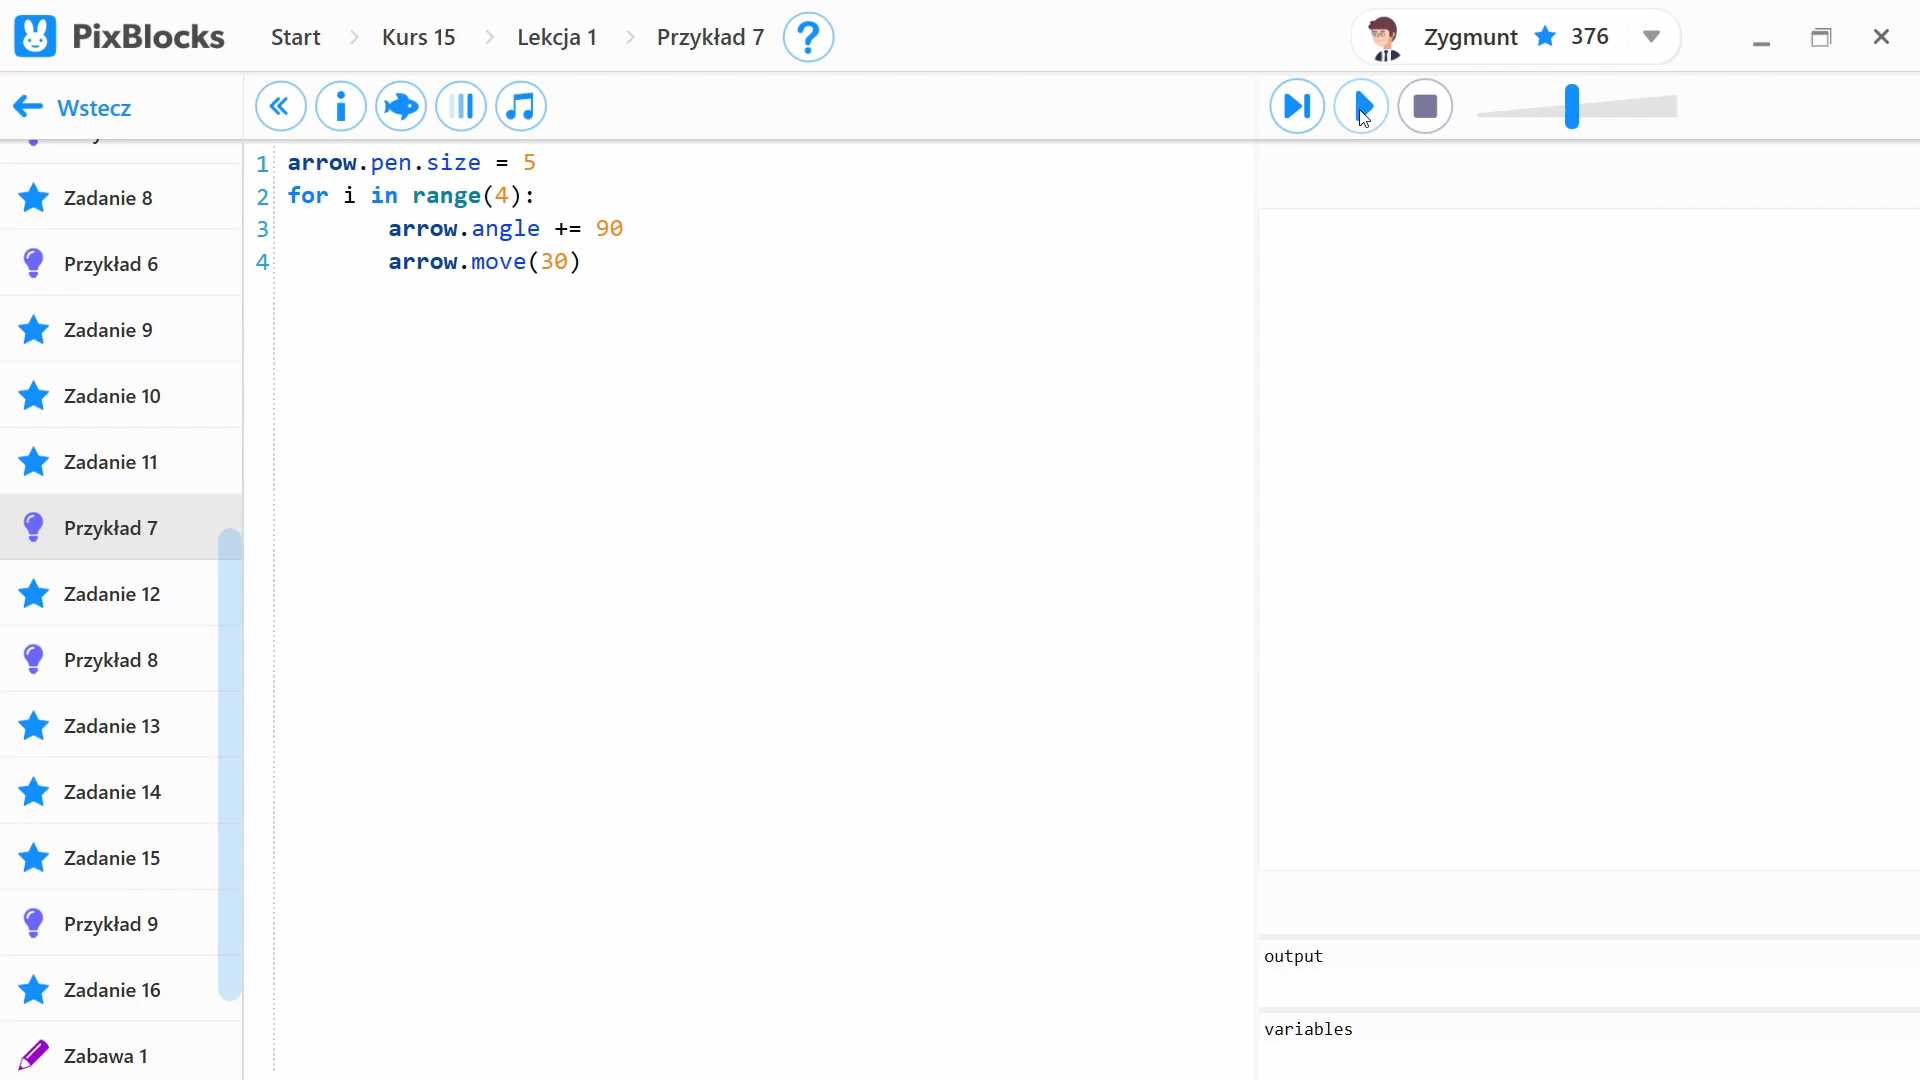 PixBlocks Start Kurs 15 Lekcja 1 Przykład 7 ? Zygmunt 376
Wstecz
Zadanie 8
Przykład 6
Zadanie 9
Zadanie 10
Zadanie 11
Przykład 7
Zadanie 12
Przykład 8
Zadanie 13
Zadanie 14
Zadanie 15
Przykład 9
Zadanie 16
Zabawa 1
1 arrow.pen.size = 5
2 for i in range(4):
3 arrow.angle += 90
4 arrow.move(30)
output
variables